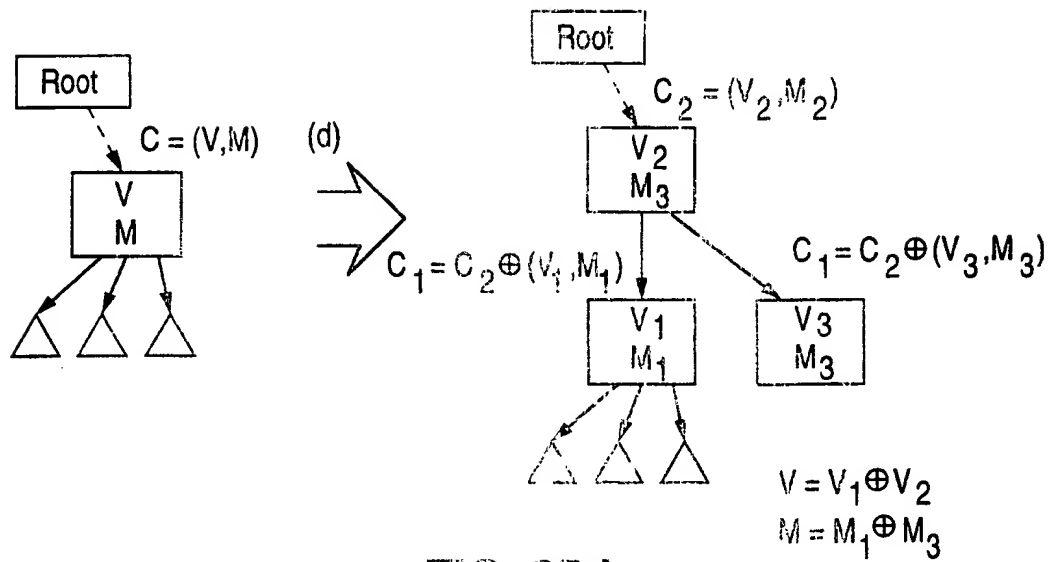 Root
C = (V,M)
V
M
(d)
Root
C2 = (V2,M2)
V2
M3
C1 = C2 ⊕ (V1,M1)
C1 = C2 ⊕ (V3,M3)
V1
M1
V3
M3
V = V1 ⊕ V2
M = M1 ⊕ M3